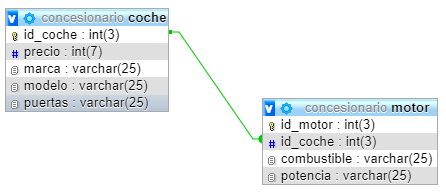 concesionario coche
id_coche : int(3)
# precio : int(7)
marca : varchar(25)
modelo : varchar(25)
puertas : varchar(25)
concesionario motor
id_motor : int(3)
# id_coche : int(3)
combustible : varchar(25)
potencia : varchar(25)